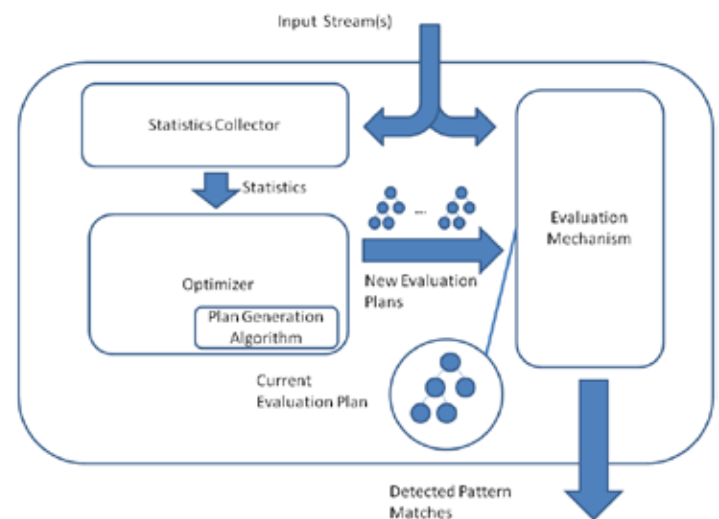 Input Stream(s)
Statistics Collector
Statistics
...
Evaluation
Mechanism
Optimizer
New Evaluation
Plans
Plan Generation
Algorithm
Current
Evaluation Plan
Detected Pattern
Matches